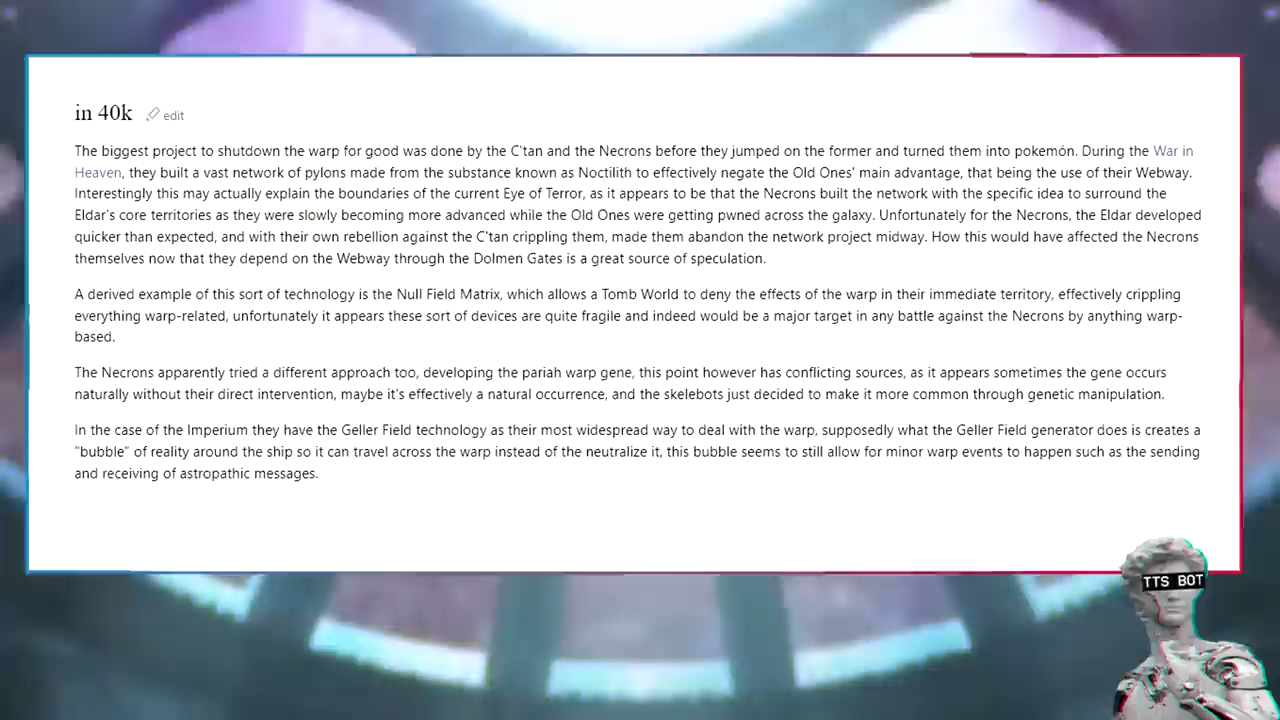 in 40k edit
The biggest project to shutdown the warp for good was done by the C'tan and the Necrons before they jumped on the former and turned them into pokemón. During the War in
Heaven, they built a vast network of pylons made from the substance known as Noctilith to effectively negate the Old Ones' main advantage, that being the use of their Webway.
Interestingly this may actually explain the boundaries of the current Eye of Terror, as it appears to be that the Necrons built the network with the specific idea to surround the
Eldar's core territories as they were slowly becoming more advanced while the Old Ones were getting pwned across the galaxy. Unfortunately for the Necrons, the Eldar developed
quicker than expected, and with their own rebellion against the C'tan crippling them, made them abandon the network project midway. How this would have affected the Necrons
themselves now that they depend on the Webway through the Dolmen Gates is a great source of speculation.
A derived example of this sort of technology is the Null Field Matrix, which allows a Tomb World to deny the effects of the warp in their immediate territory, effectively crippling
everything warp-related, unfortunately it appears these sort of devices are quite fragile and indeed would be a major target in any battle against the Necrons by anything warp-
based.
The Necrons apparently tried a different approach too, developing the pariah warp gene, this point however has conflicting sources, as it appears sometimes the gene occurs
naturally without their direct intervention, maybe it's effectively a natural occurrence, and the skelebots just decided to make it more common through genetic manipulation.
In the case of the Imperium they have the Geller Field technology as their most widespread way to deal with the warp, supposedly what the Geller Field generator does is creates a
"bubble" of reality around the ship so it can travel across the warp instead of the neutralize it, this bubble seems to still allow for minor warp events to happen such as the sending
and receiving of astropathic messages.
TTS BOT